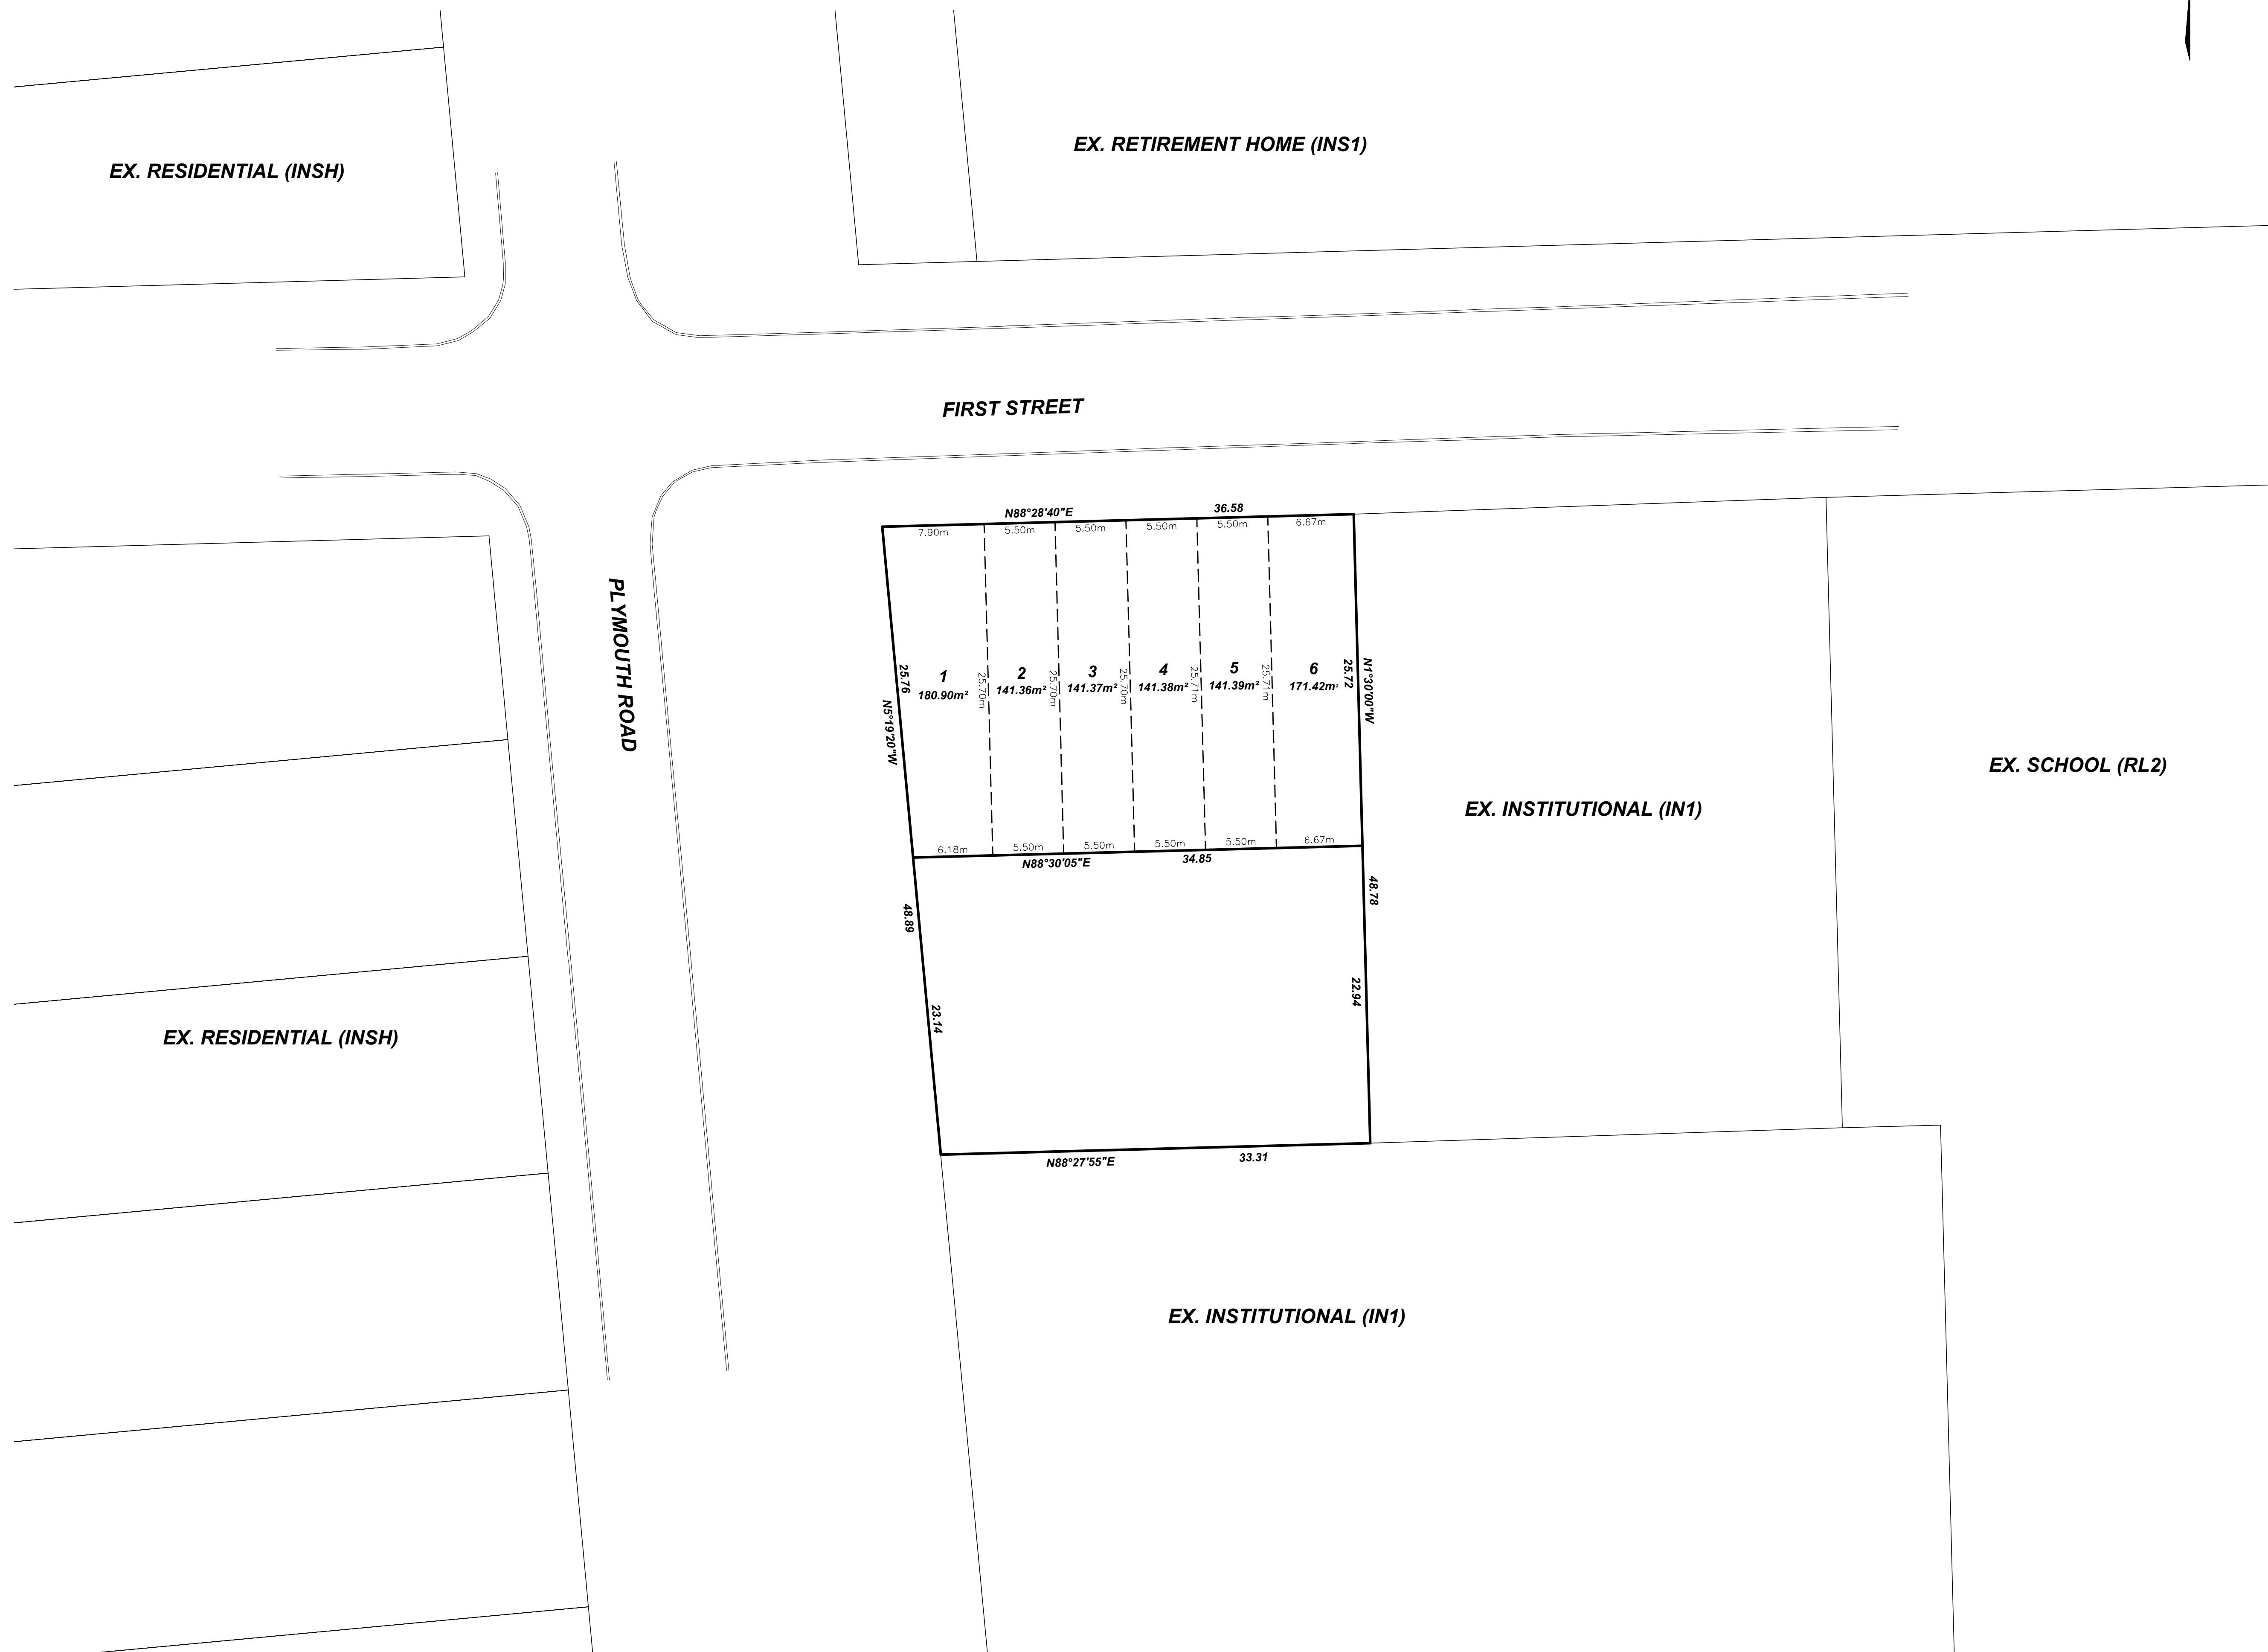 EX. RETIREMENT HOME (INS1)
EX. RESIDENTIAL (INSH)
FIRST STREET
N88°28'40"E
36.58
7.90m
5.50m
5.50m
5.50m
5.50m
6.67m
PLYMOUTH ROAD
25.76
N5°19'20"W
1
180.90m²
25.70m
2
141.36m²
25.70m
3
141.37m²
25.70m
4
141.38m²
25.71m
5
141.39m²
25.71m
6
171.42m²
25.72
N1°30'00"W
EX. SCHOOL (RL2)
EX. INSTITUTIONAL (IN1)
6.18m
5.50m
5.50m
5.50m
5.50m
6.67m
N88°30'05"E
34.85
48.89
48.78
23.14
22.94
EX. RESIDENTIAL (INSH)
N88°27'55"E
33.31
EX. INSTITUTIONAL (IN1)